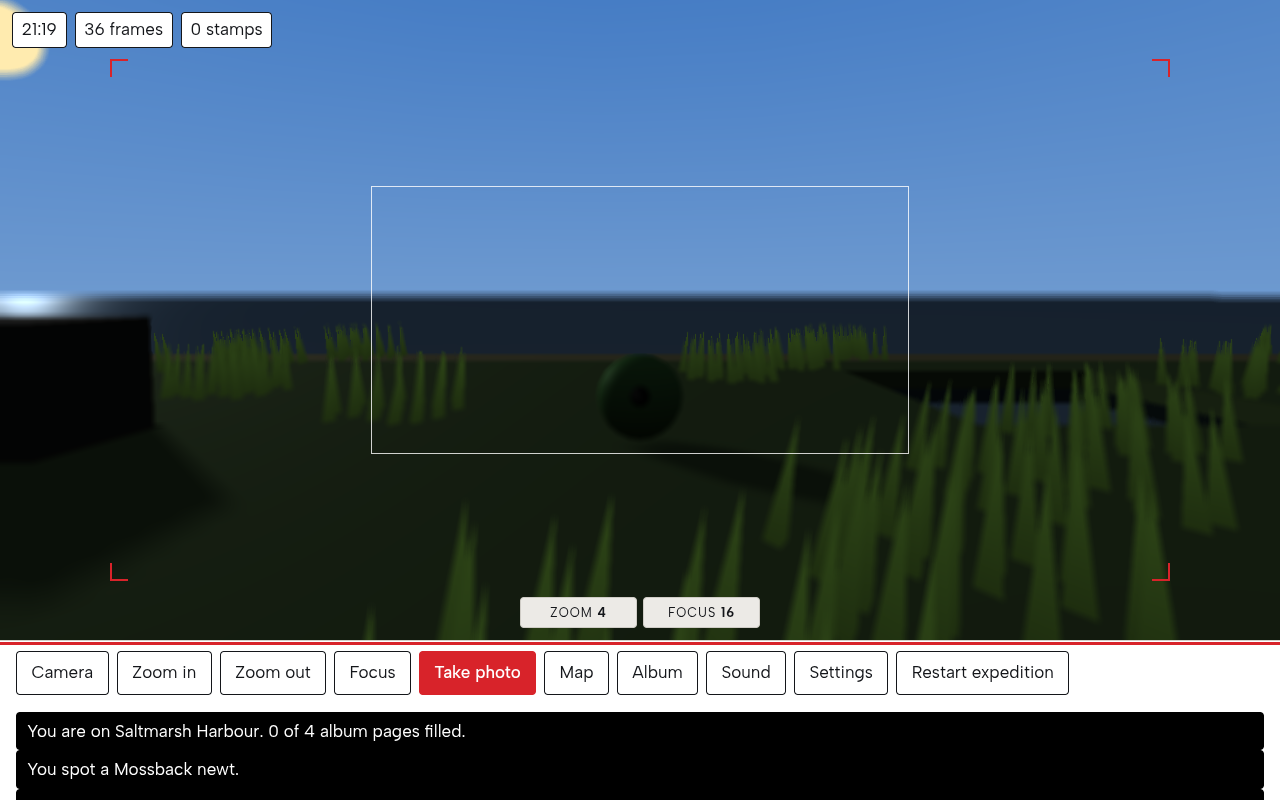 21:19 36 frames 0 stamps
ZOOM 4 FOCUS 16
Camera Zoom in Zoom out Focus Take photo Map Album Sound Settings Restart expedition
You are on Saltmarsh Harbour. 0 of 4 album pages filled.
You spot a Mossback newt.